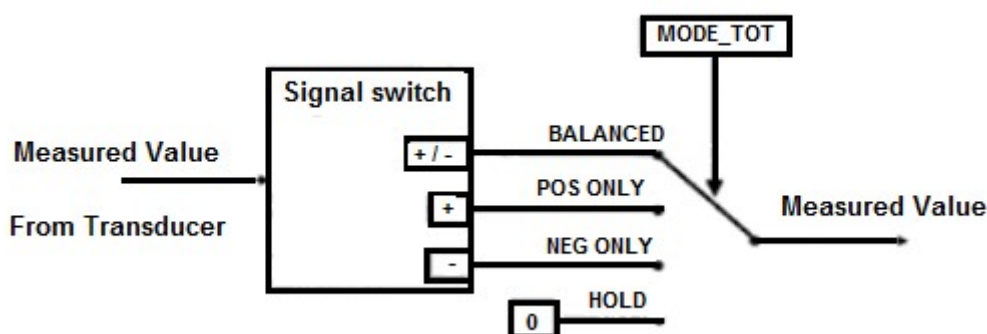 MODE_TOT
Signal switch
Measured Value
From Transducer
+ / -
BALANCED
+
POS ONLY
-
NEG ONLY
0
HOLD
Measured Value